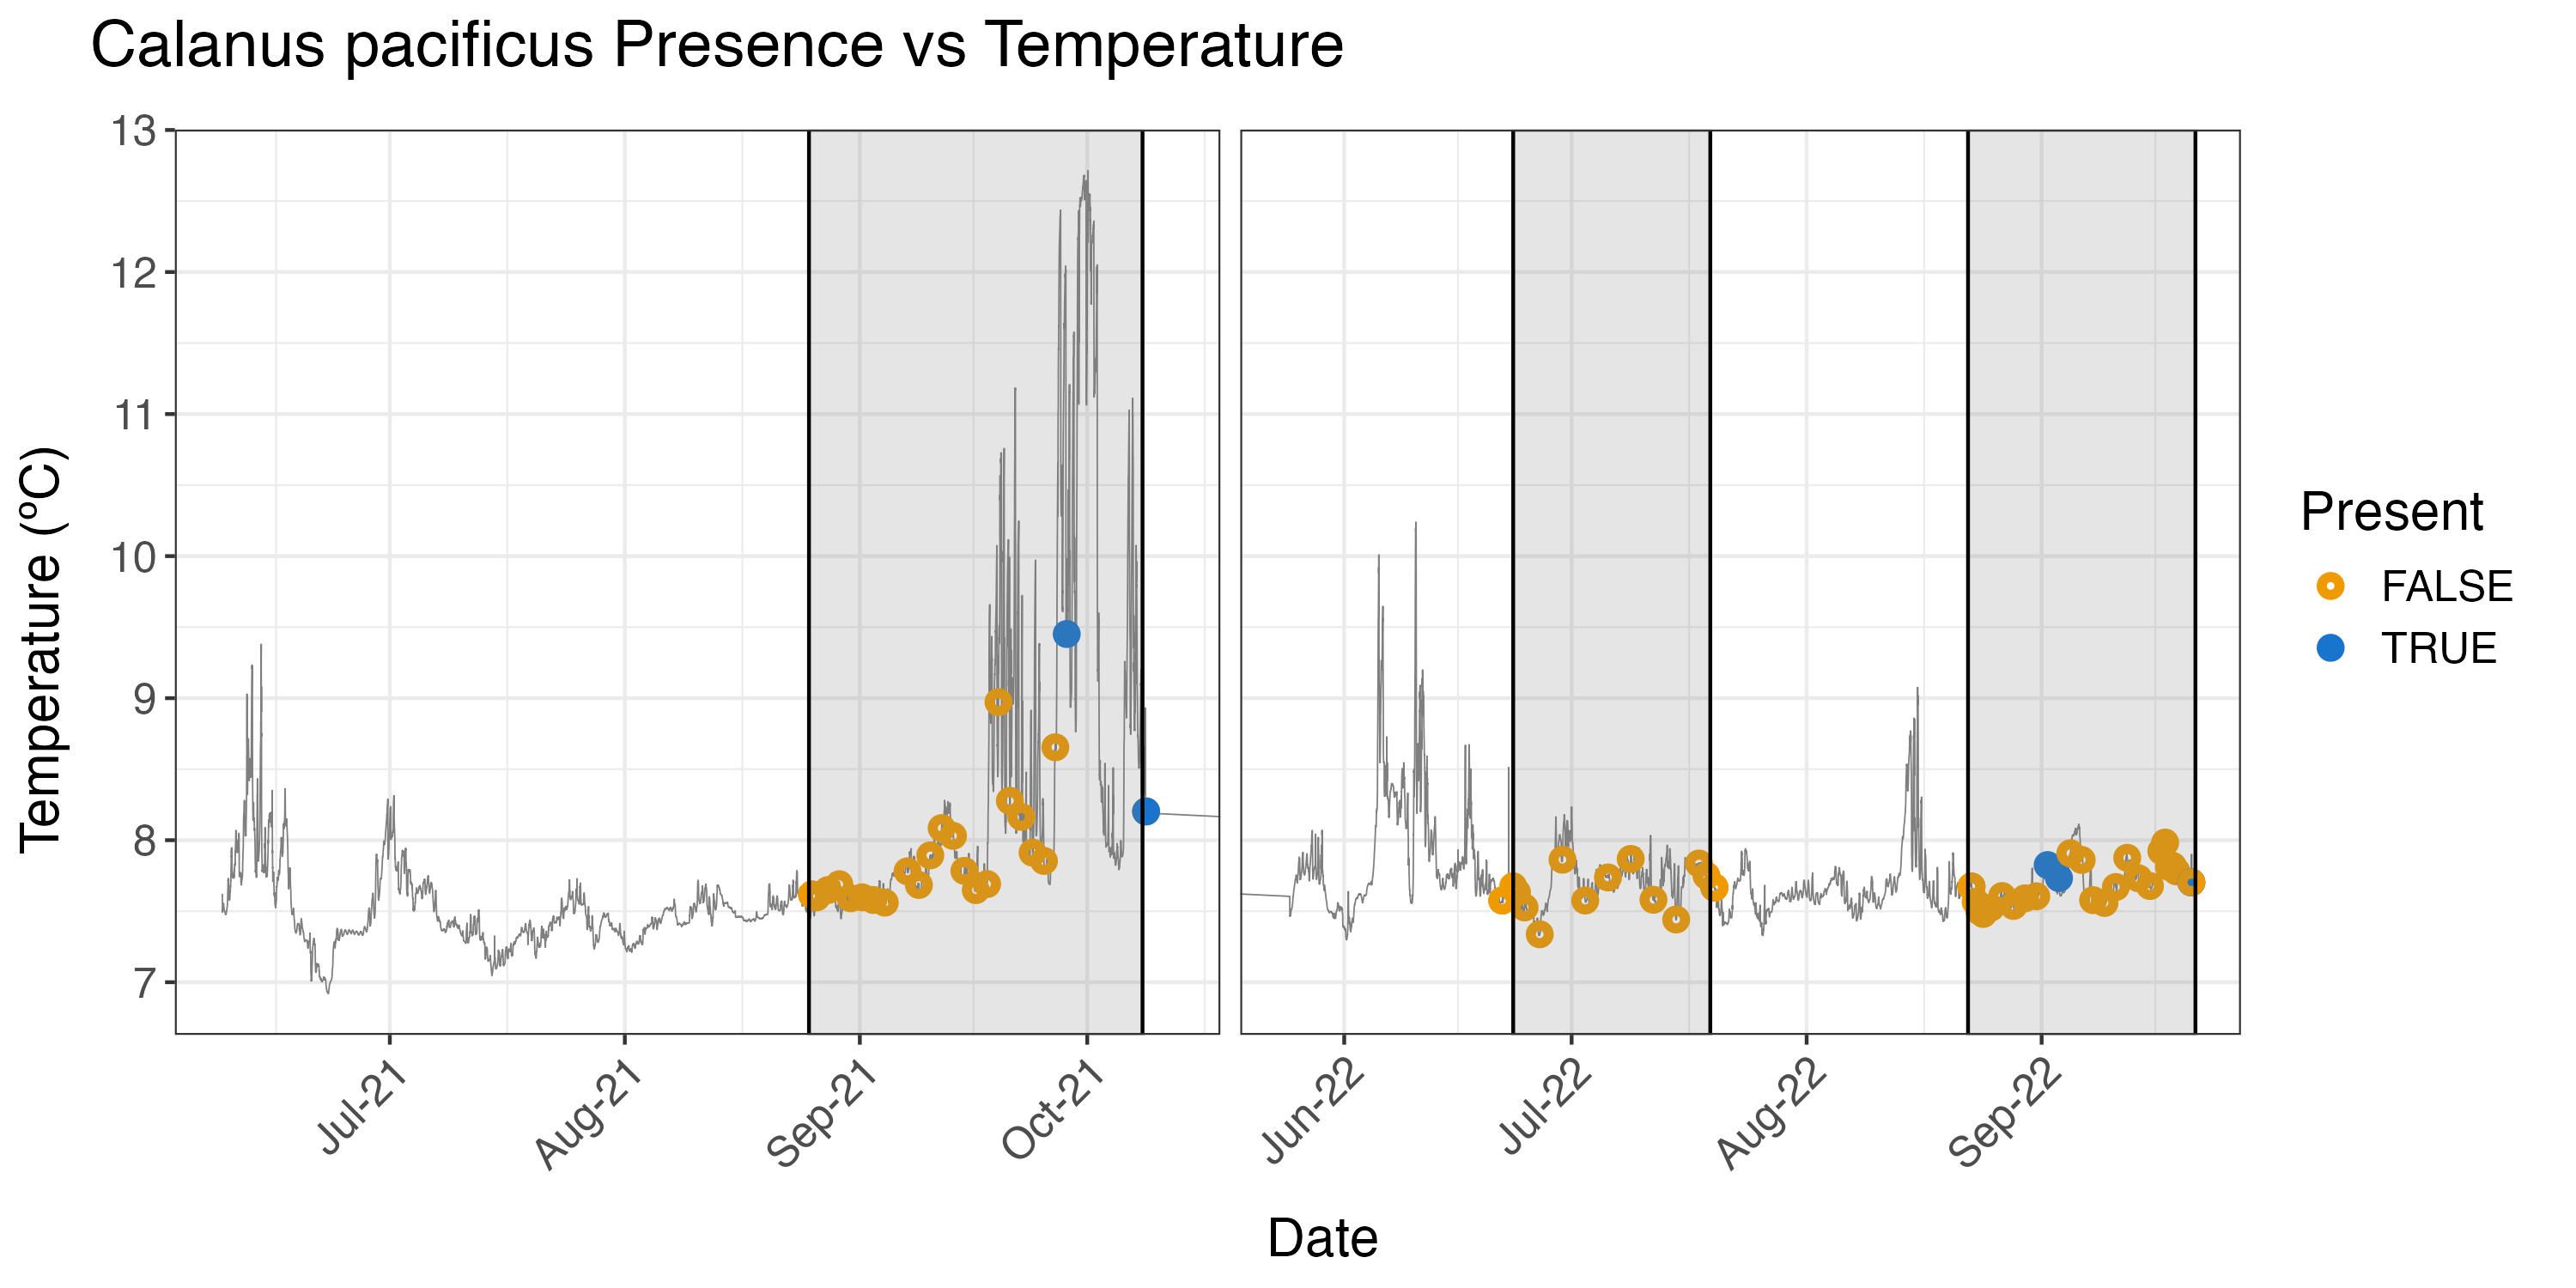 Calanus pacificus Presence vs Temperature
13
12
11
10
9
8
7
Temperature (ºC)
Jul-21
Aug-21
Sep-21
Oct-21
Jun-22
Jul-22
Aug-22
Sep-22
Date
Present
FALSE
TRUE